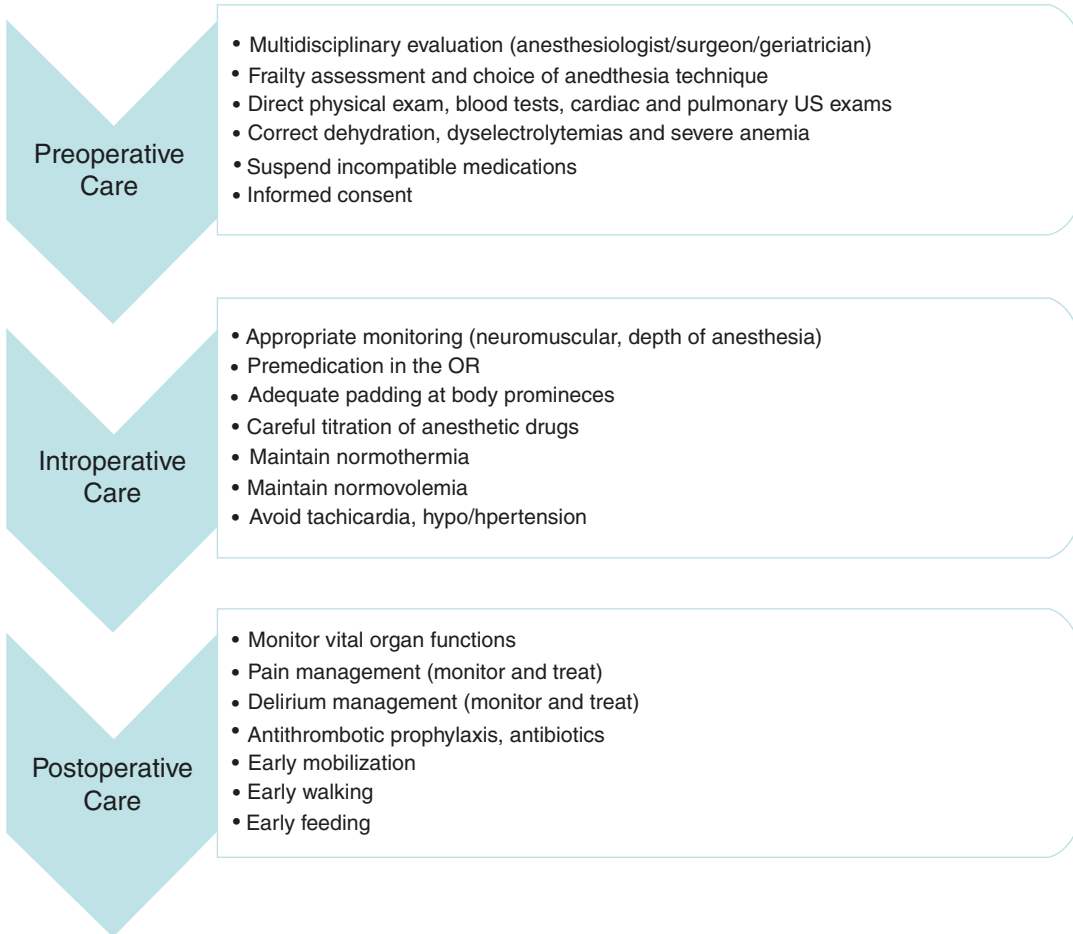 Preoperative
Care
• Multidisciplinary evaluation (anesthesiologist/surgeon/geriatrician)
• Frailty assessment and choice of anedthesia technique
• Direct physical exam, blood tests, cardiac and pulmonary US exams
• Correct dehydration, dyselectrolytemias and severe anemia
• Suspend incompatible medications
• Informed consent
Introperative
Care
• Appropriate monitoring (neuromuscular, depth of anesthesia)
• Premedication in the OR
• Adequate padding at body promineces
• Careful titration of anesthetic drugs
• Maintain normothermia
• Maintain normovolemia
• Avoid tachicardia, hypo/hpertension
Postoperative
Care
• Monitor vital organ functions
• Pain management (monitor and treat)
• Delirium management (monitor and treat)
• Antithrombotic prophylaxis, antibiotics
• Early mobilization
• Early walking
• Early feeding